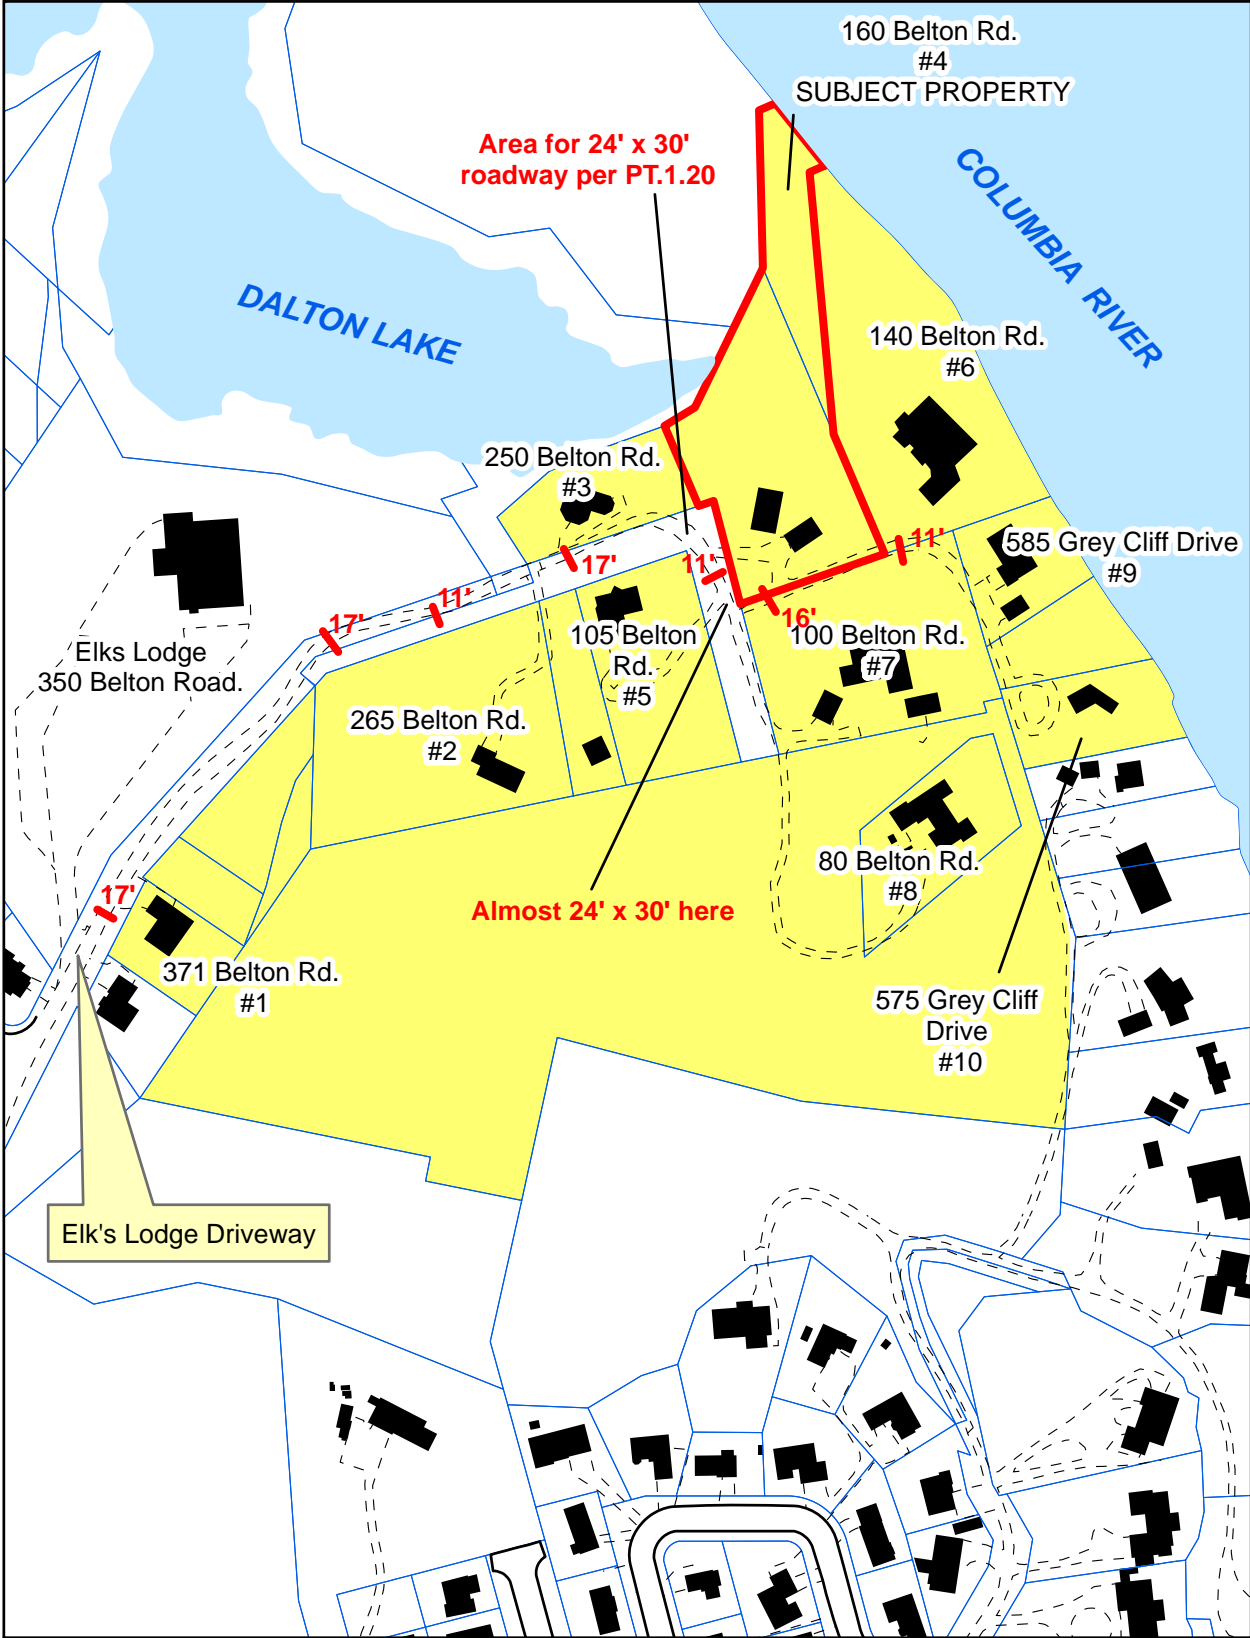 160 Belton Rd.
#4
SUBJECT PROPERTY
Area for 24' x 30'
roadway per PT.1.20
COLUMBIA RIVER
DALTON LAKE
140 Belton Rd.
#6
250 Belton Rd.
#3
585 Grey Cliff Drive
#9
11'
17'
11'
11'
17'
16'
105 Belton
Rd.
#5
100 Belton Rd.
#7
Elks Lodge
350 Belton Road.
265 Belton Rd.
#2
80 Belton Rd.
#8
17'
Almost 24' x 30' here
371 Belton Rd.
#1
575 Grey Cliff
Drive
#10
Elk's Lodge Driveway